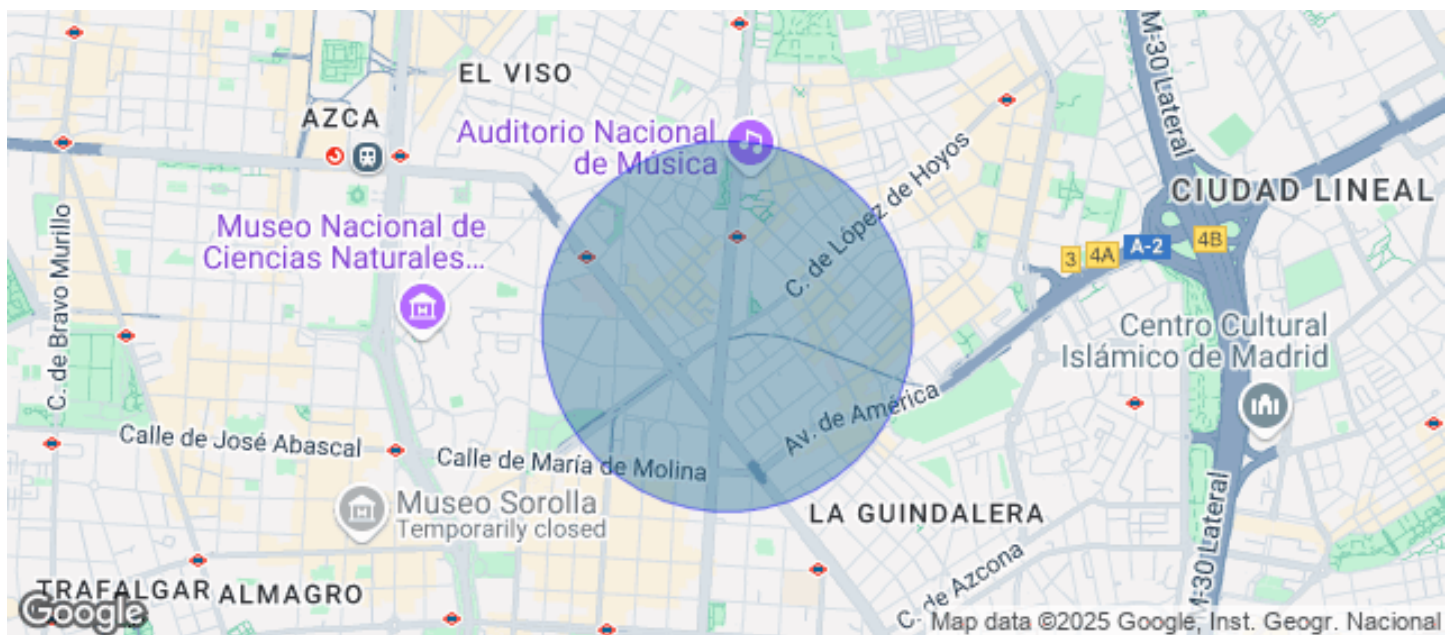 M-30 Lateral
EL VISO
AZCA
Auditorio Nacional
de Música
C. de López de Hoyos
CIUDAD LINEAL
Museo Nacional de
Ciencias Naturales...
3
4A
A-2
4B
C. de Bravo Murillo
Centro Cultural
Islámico de Madrid
Av. de América
Calle de José Abascal
Calle de María de Molina
Museo Sorolla
Temporarily closed
LA GUINDALERA
C. de Azcona
M-30 Lateral
TRAFALGAR
ALMAGRO
Google
Map data ©2025 Google, Inst. Geogr. Nacional